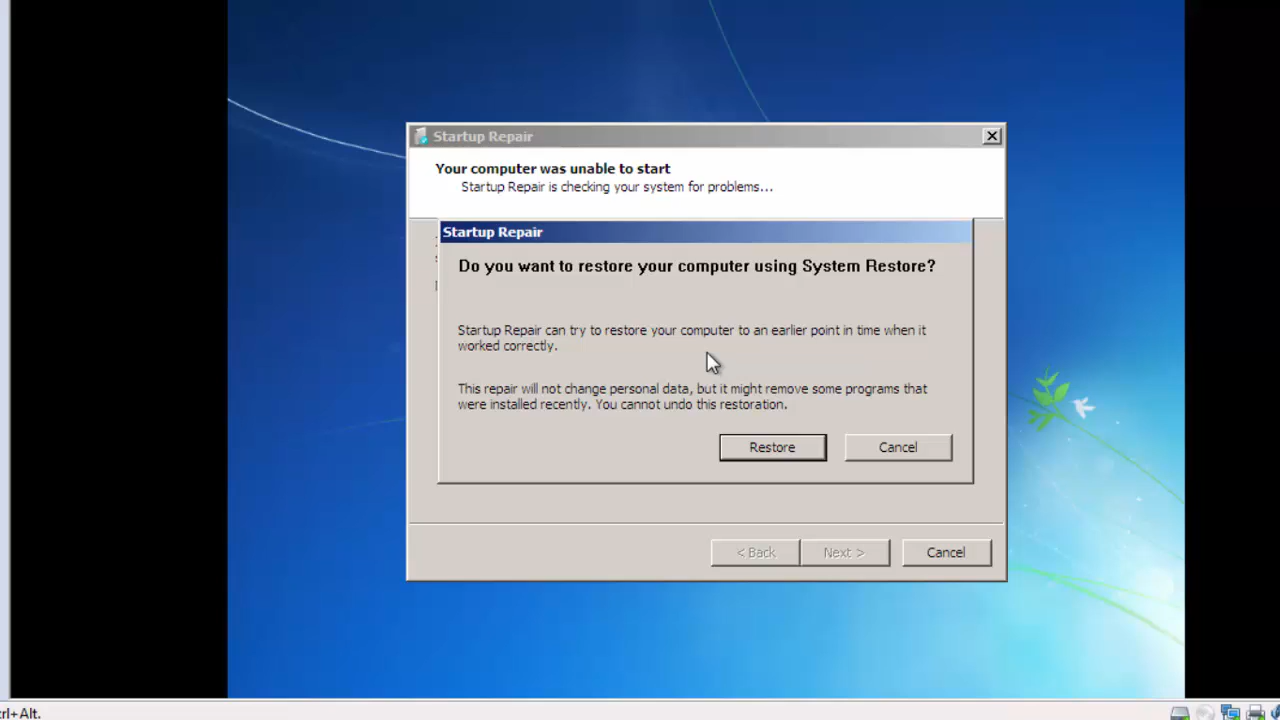 Startup Repair
Your computer was unable to start
Startup Repair is checking your system for problems...
Startup Repair
Do you want to restore your computer using System Restore?
Startup Repair can try to restore your computer to an earlier point in time when it
worked correctly.
This repair will not change personal data, but it might remove some programs that
were installed recently. You cannot undo this restoration.
Restore
Cancel
< Back
Next >
Cancel
rl+Alt.